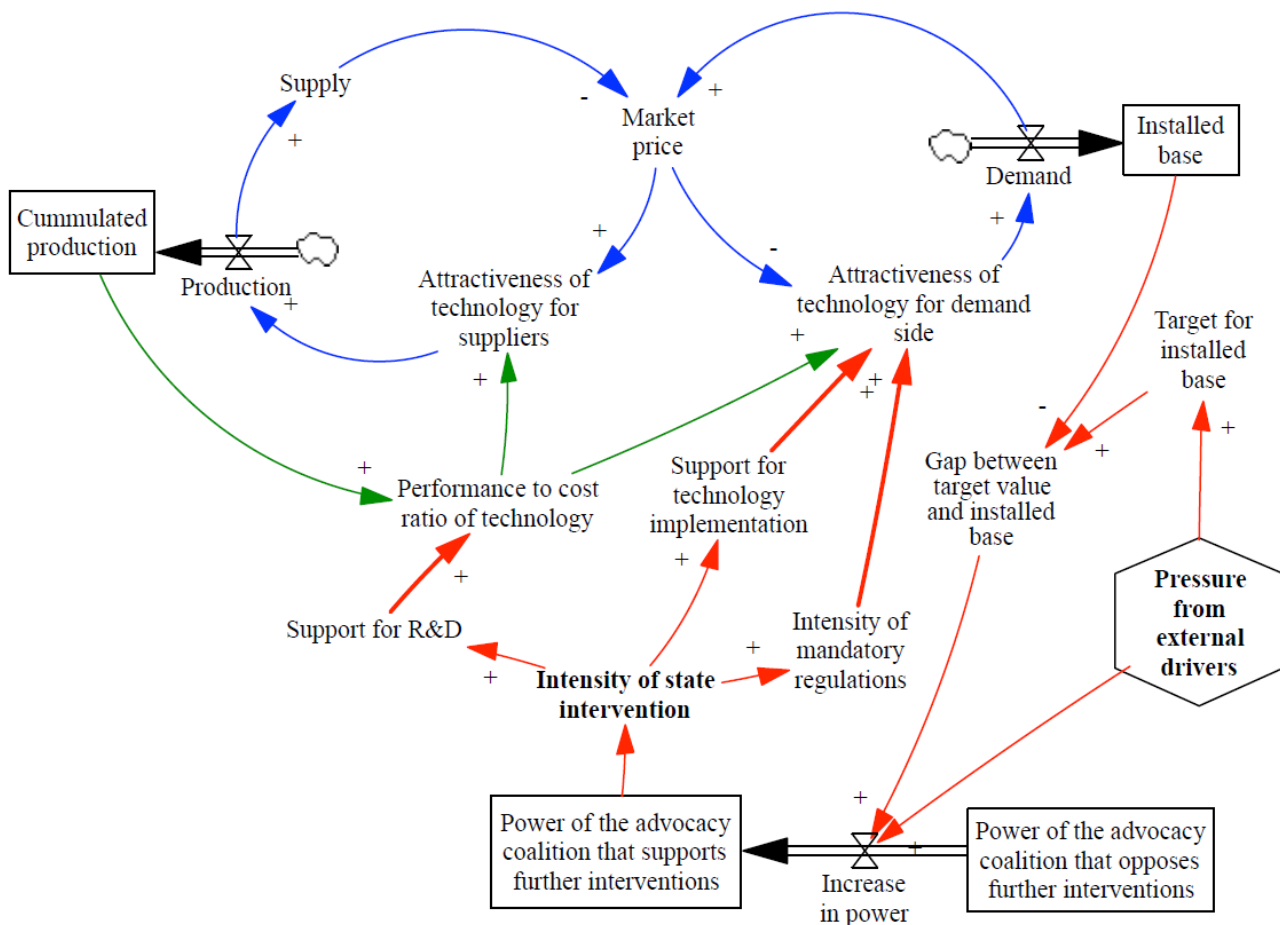 Supply
+
-
Market
price
+
Installed
base
Demand
+
Cummulated
production
Production
+
+
-
Attractiveness of
technology for
suppliers
+
Attractiveness of
technology for demand
side
+
+
+
Target for
installed
base
+
-
+
Gap between
target value
and installed
base
+
Performance to cost
ratio of technology
+
Support for
technology
implementation
+
Support for R&D
+
Intensity of state
intervention
+
Intensity of
mandatory
regulations
Pressure
from
external
drivers
+
+
Power of the advocacy
coalition that supports
further interventions
Increase
in power
Power of the advocacy
coalition that opposes
further interventions